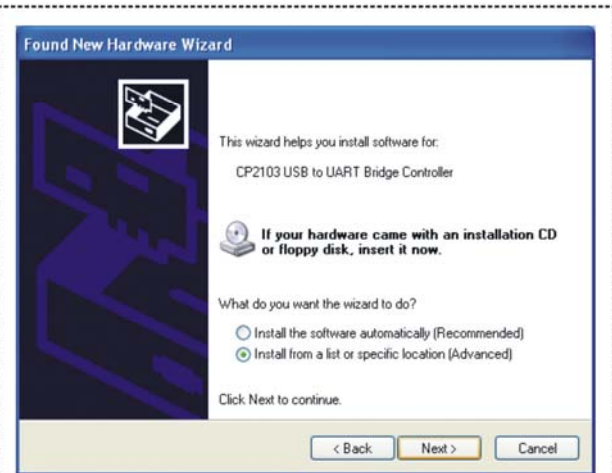 Found New Hardware Wizard
This wizard helps you install software for:
CP2103 USB to UART Bridge Controller
If your hardware came with an installation CD
or floppy disk, insert it now.
What do you want the wizard to do?
Install the software automatically (Recommended)
Install from a list or specific location (Advanced)
Click Next to continue.
< Back Next > Cancel